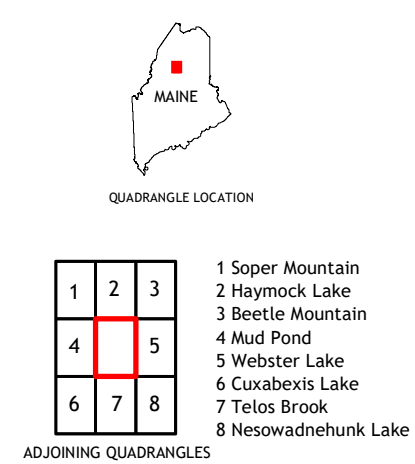 MAINE
QUADRANGLE LOCATION
1 2 3
4 5
6 7 8
1 Soper Mountain
2 Haymock Lake
3 Beetle Mountain
4 Mud Pond
5 Webster Lake
6 Cuxabexis Lake
7 Telos Brook
8 Nesowadnehunk Lake
ADJOINING QUADRANGLES